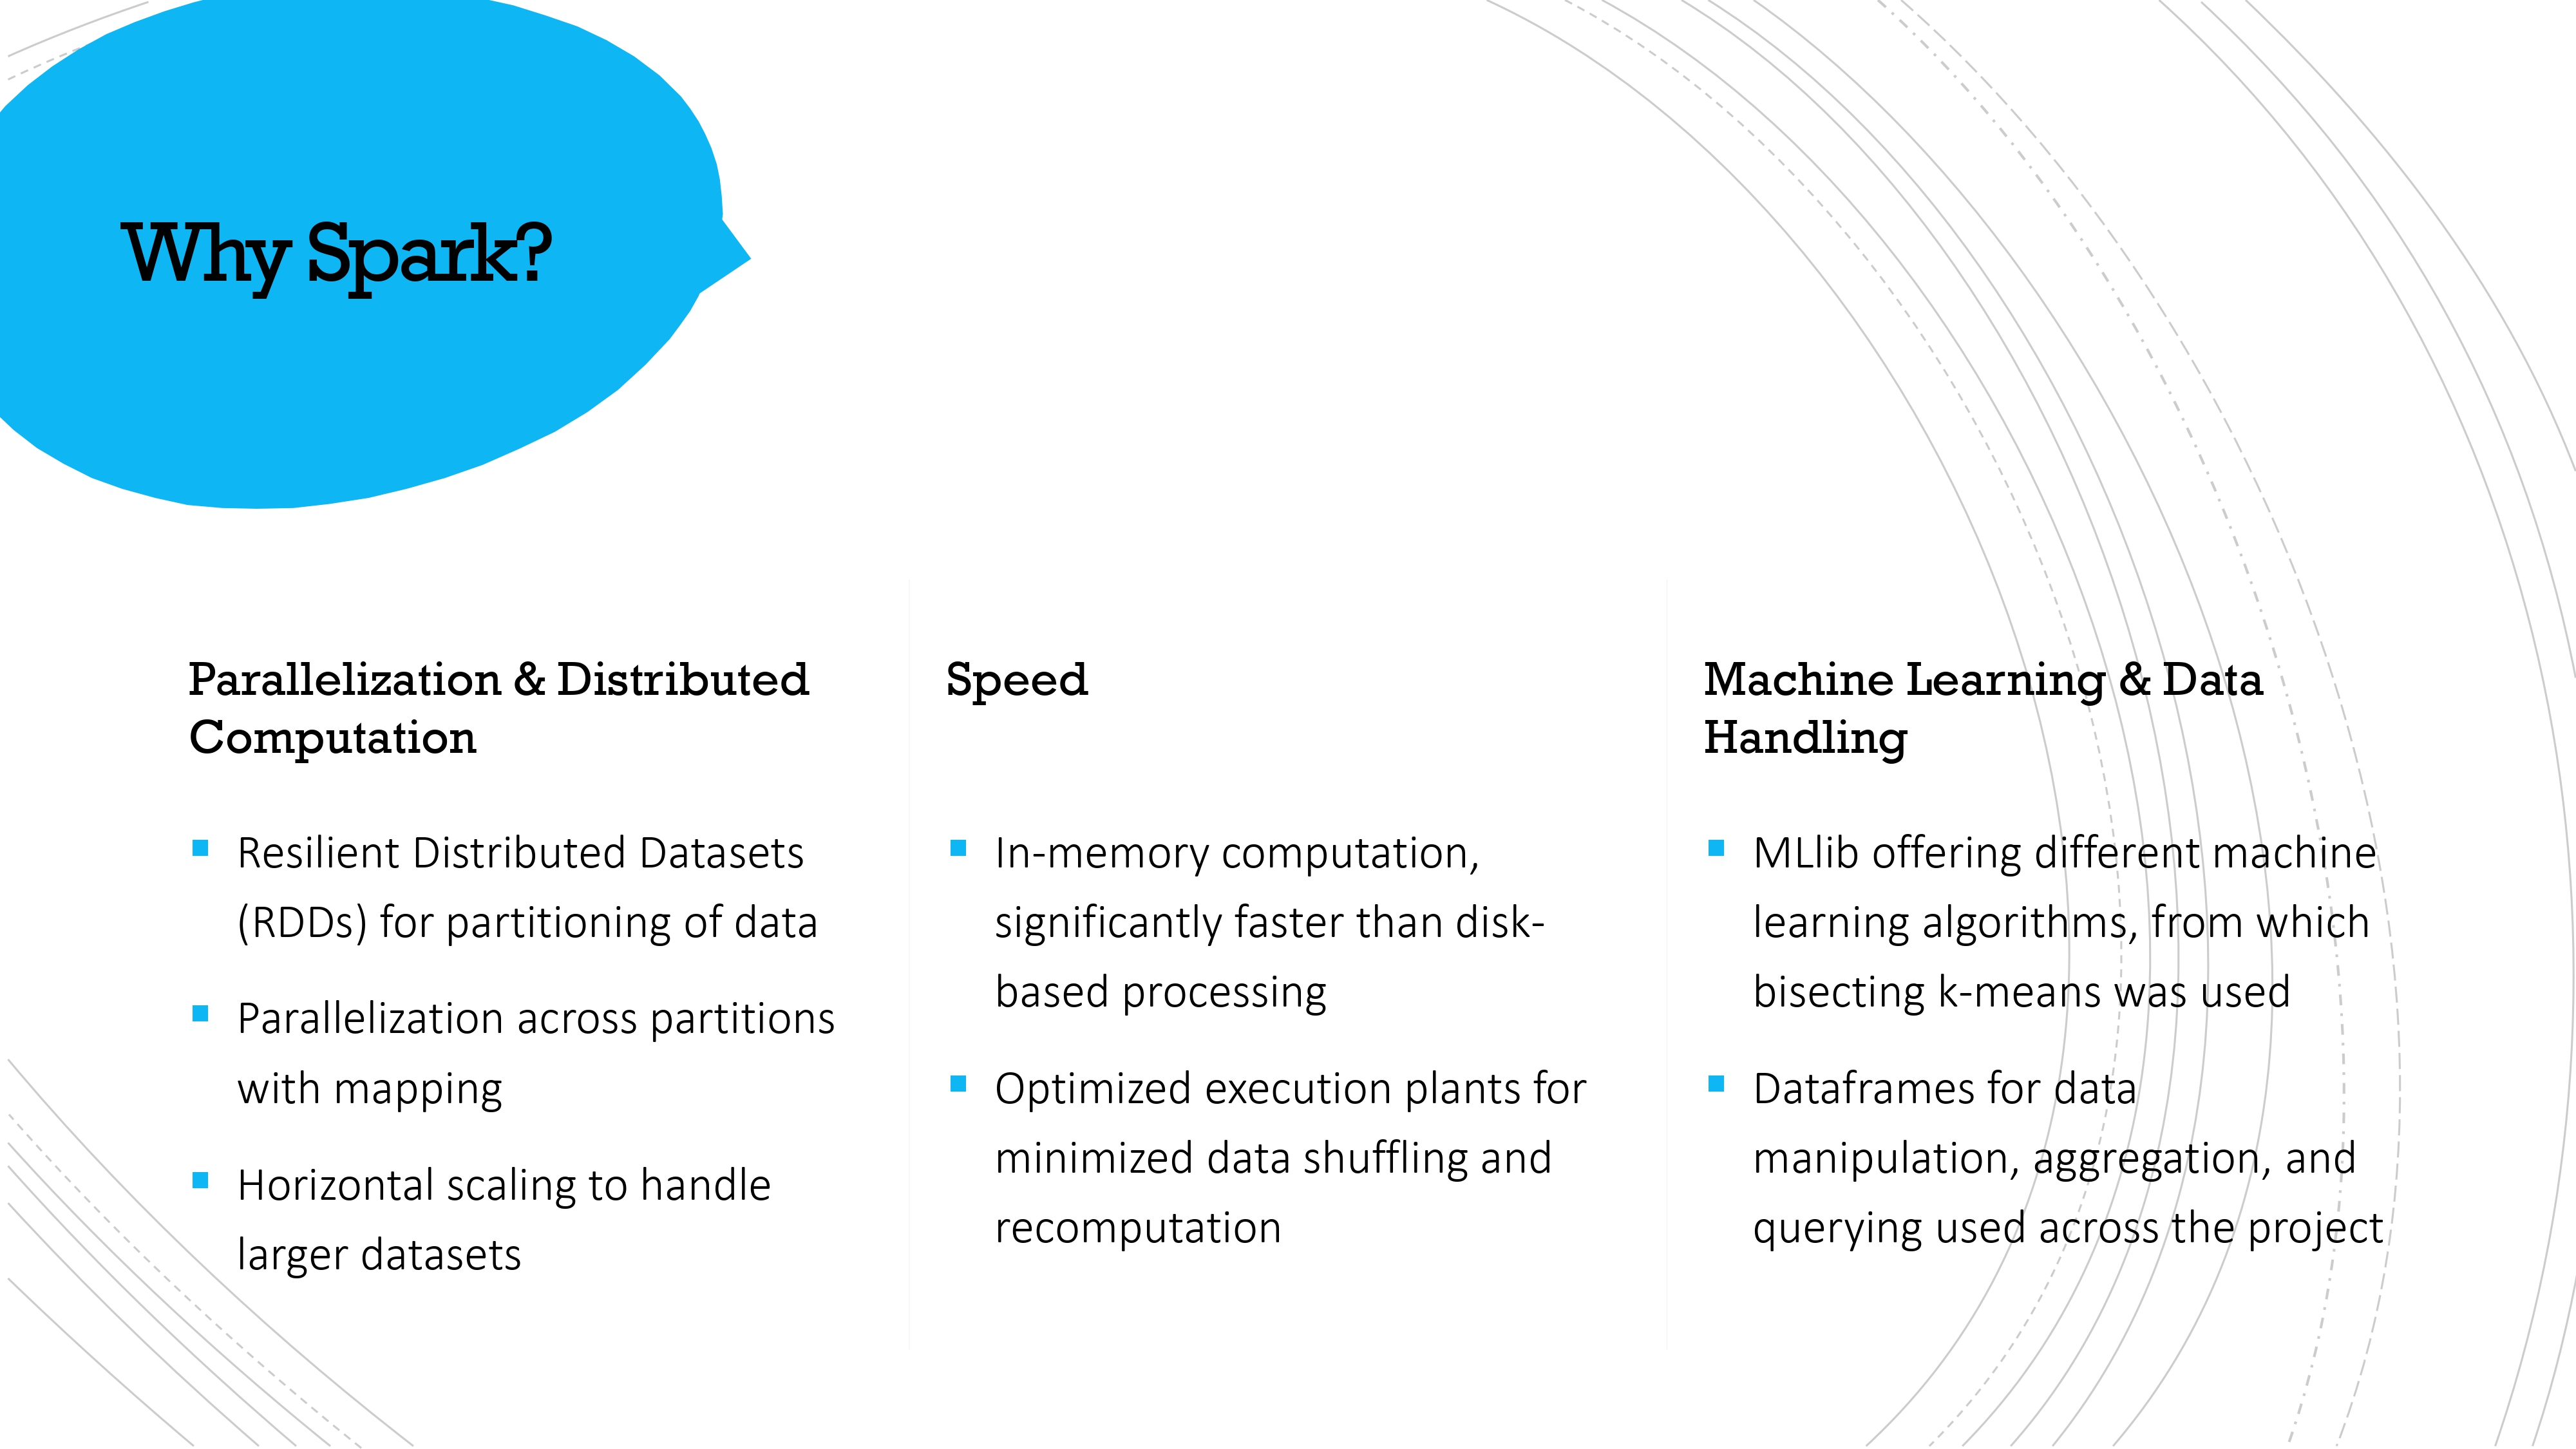 Why Spark?
Parallelization & Distributed
Computation
Resilient Distributed Datasets
(RDDs) for partitioning of data
Parallelization across partitions
with mapping
Horizontal scaling to handle
larger datasets
Speed
In-memory computation,
significantly faster than disk-
based processing
Optimized execution plants for
minimized data shuffling and
recomputation
Machine Learning & Data
Handling
MLlib offering different machine
learning algorithms, from which
bisecting k-means was used
Dataframes for data
manipulation, aggregation, and
querying used across the project